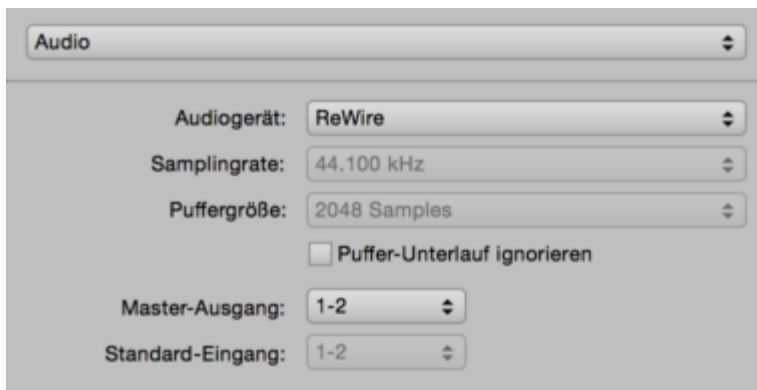 Audio
Audiogerät: ReWire
Samplingrate: 44.100 kHz
Puffergröße: 2048 Samples
Puffer-Unterlauf ignorieren
Master-Ausgang: 1-2
Standard-Eingang: 1-2